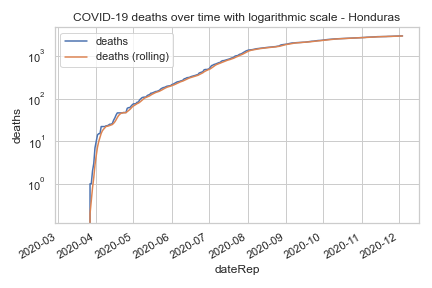 COVID-19 deaths over time with logarithmic scale - Honduras
deaths
deaths (rolling)
10³
10²
10¹
10⁰
deaths
2020-03
2020-04
2020-05
2020-06
2020-07
2020-08
2020-09
2020-10
2020-11
2020-12
dateRep